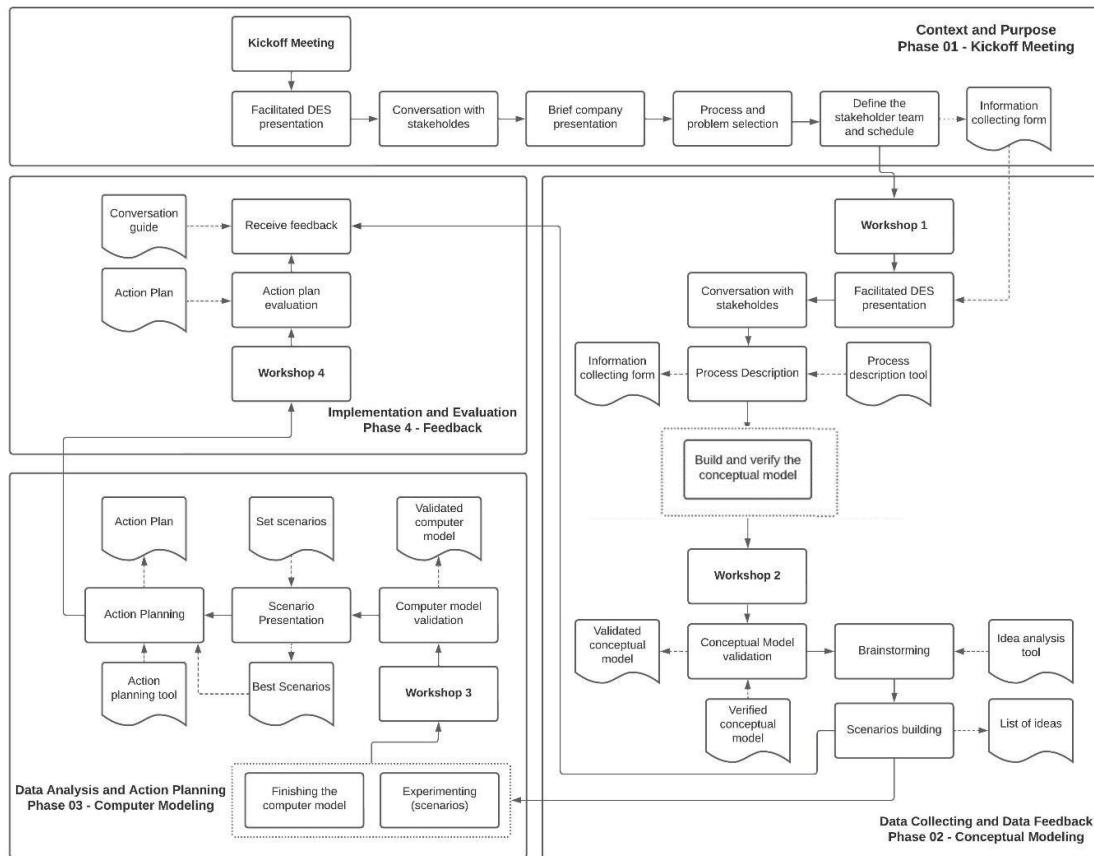 Context and Purpose
Phase 01 - Kickoff Meeting
Kickoff Meeting
Facilitated DES
presentation
Conversation with
stakeholdes
Brief company
presentation
Process and
problem selection
Define the
stakeholder team
and schedule
Information
collecting form
Conversation
guide
Receive feedback
Action Plan
Action plan
evaluation
Workshop 4
Implementation and Evaluation
Phase 4 - Feedback
Workshop 1
Conversation with
stakeholdes
Facilitated DES
presentation
Information
collecting form
Process Description
Process
description tool
Build and verify the
conceptual model
Workshop 2
Validated
conceptual
model
Conceptual Model
validation
Brainstorming
Idea analysis
tool
Verified
conceptual
model
Scenarios building
List of ideas
Data Collecting and Data Feedback
Phase 02 - Conceptual Modeling
Action Plan
Set scenarios
Validated
computer
model
Action Planning
Scenario
Presentation
Computer model
validation
Action
planning tool
Best Scenarios
Workshop 3
Data Analysis and Action Planning
Phase 03 - Computer Modeling
Finishing the
computer model
Experimenting
(scenarios)